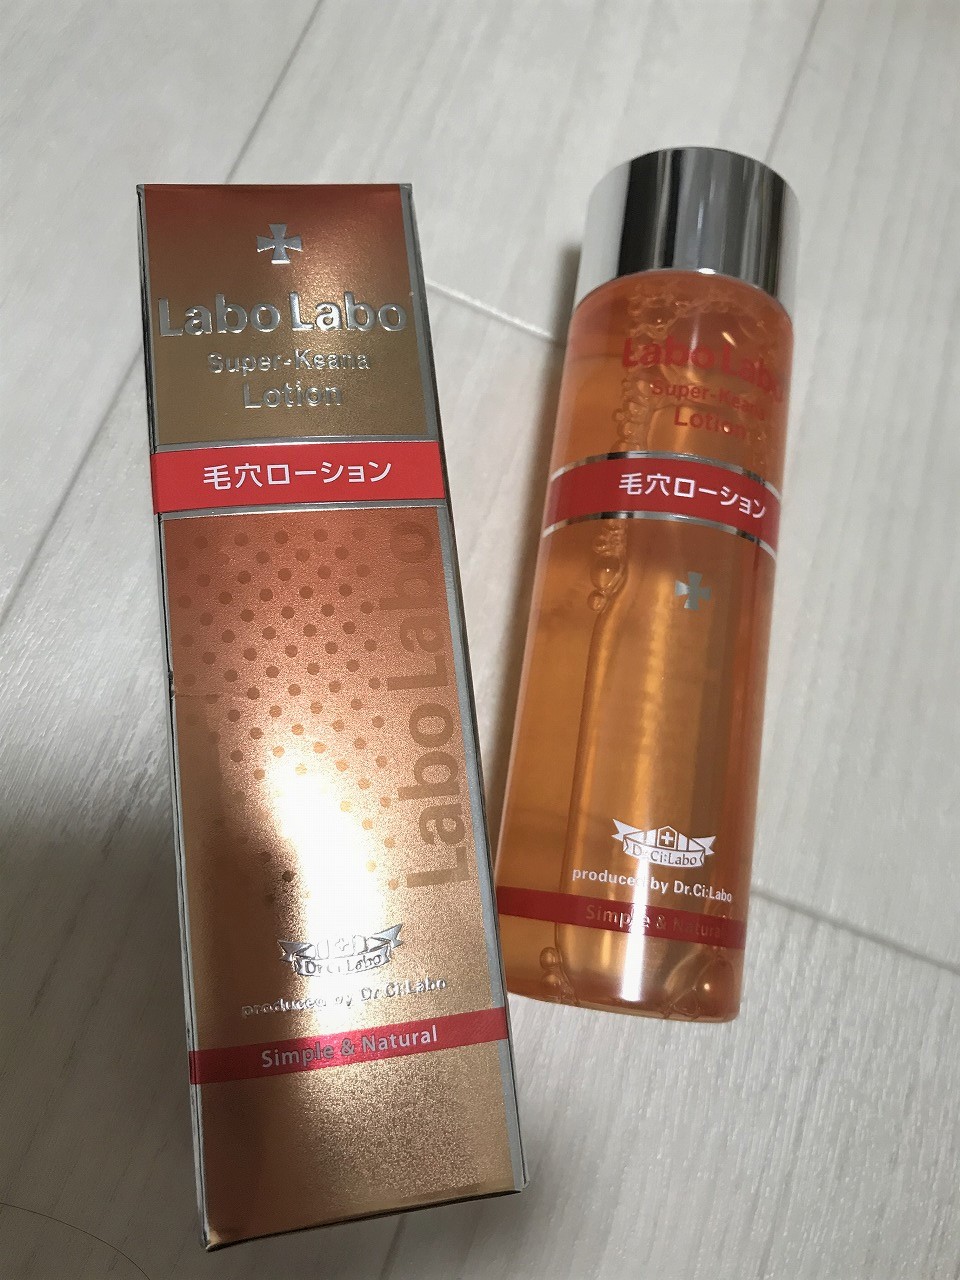 Labo Labo
Super-Keana
Lotion
毛穴ローション
Labo Labo
Dr.Ci:Labo
produced by Dr.Ci:Labo
Simple & Natural
Labo Labo
Super-Keana
Lotion
毛穴ローション
Dr.Ci:Labo
produced by Dr.Ci:Labo
Simple & Natural